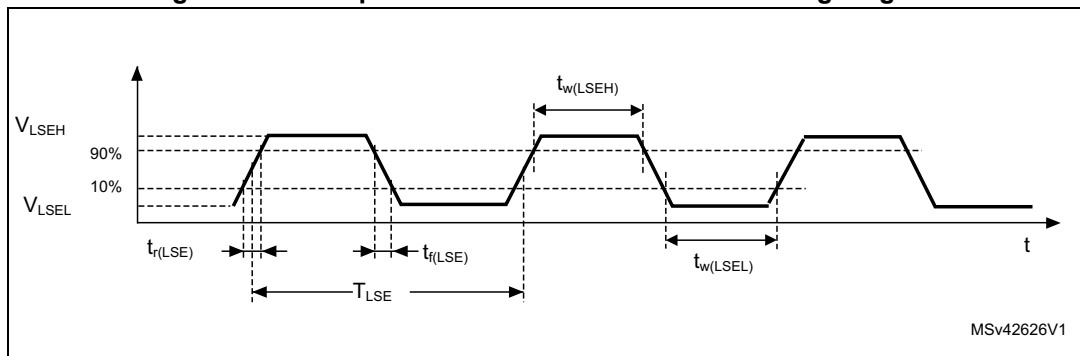 V_LSEH
90%
10%
V_LSEL
t_r(LSE)
t_f(LSE)
T_LSE
t_w(LSEH)
t_w(LSEL)
t
MSv42626V1